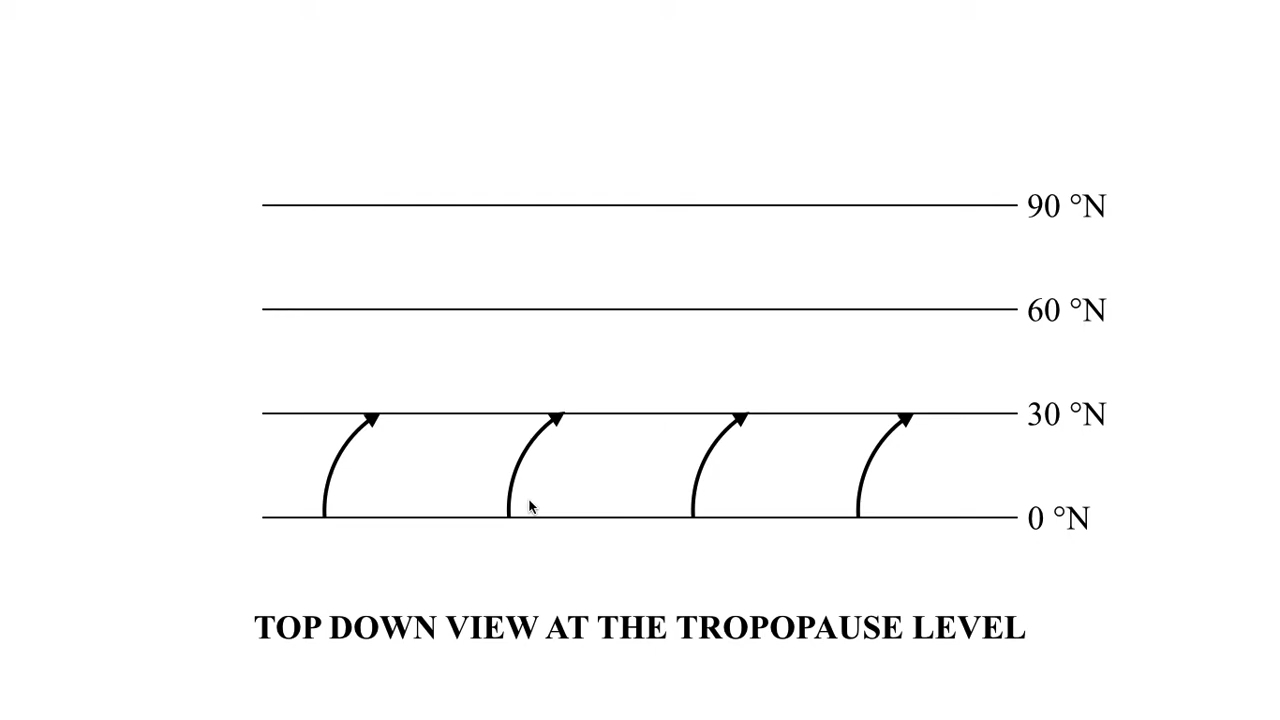 90 °N
60 °N
30 °N
0 °N
TOP DOWN VIEW AT THE TROPOPAUSE LEVEL